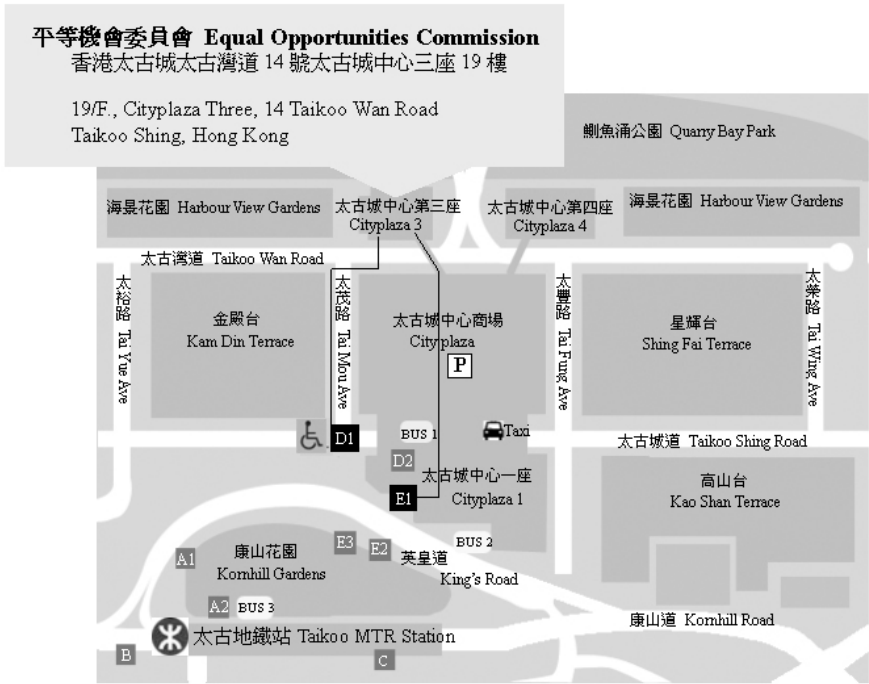 平等機會委員會 Equal Opportunities Commission
香港太古城太古灣道 14 號太古城中心三座 19 樓
19/F., Cityplaza Three, 14 Taikoo Wan Road
Taikoo Shing, Hong Kong
鰂魚涌公園 Quarry Bay Park
海景花園 Harbour View Gardens
太古城中心第三座
Cityplaza 3
太古城中心第四座
Cityplaza 4
海景花園 Harbour View Gardens
太古灣道 Taikoo Wan Road
太裕路 Tai Yue Ave
金殿台
Kam Din Terrace
太茂路 Tai Mou Ave
太古城中心商場
Cityplaza
P
太豐路 Tai Fung Ave
星輝台
Shing Fai Terrace
太榮路 Tai Wing Ave
D1
BUS 1
Taxi
太古城道 Taikoo Shing Road
D2
太古城中心一座
Cityplaza 1
E1
高山台
Kao Shan Terrace
A1
康山花園
Kornhill Gardens
E3
E2
英皇道
King's Road
BUS 2
A2
BUS 3
康山道 Kornhill Road
太古地鐵站 Taikoo MTR Station
B
C